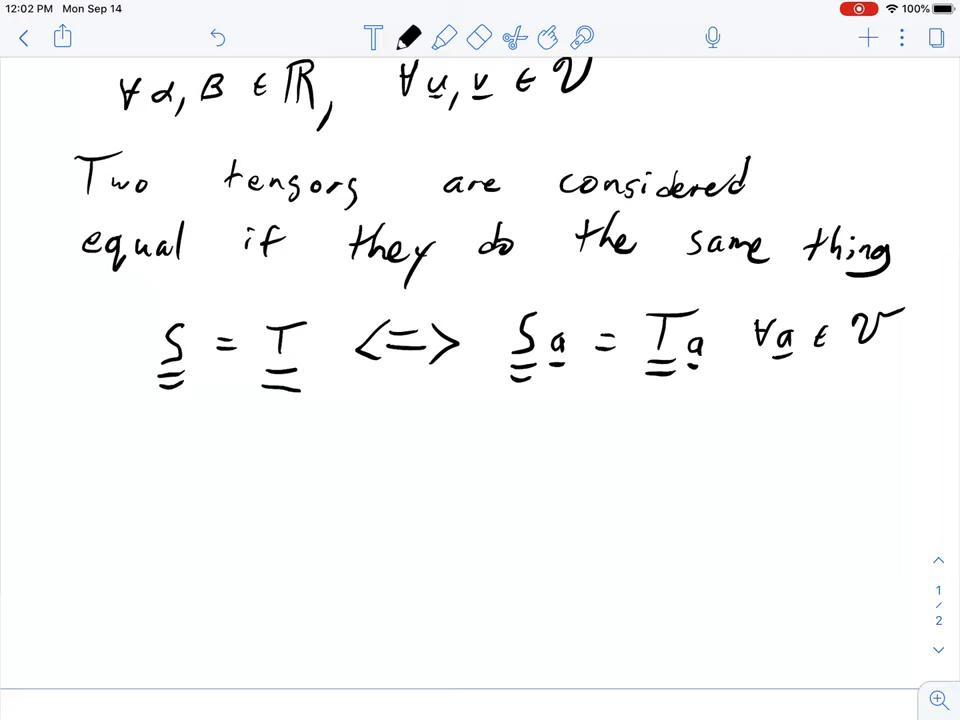 12:02 PM Mon Sep 14
100%
T
∀ α, β ∈ ℝ, ∀ u, v ∈ V
Two tensors are considered
equal if they do the same thing
S = T <=> S a = T a ∀ a ∈ V
1
/
2